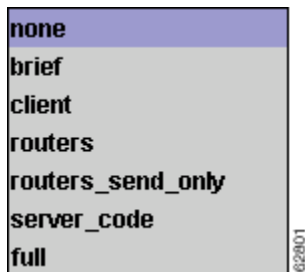 none
brief
client
routers
routers_send_only
server_code
full
62801